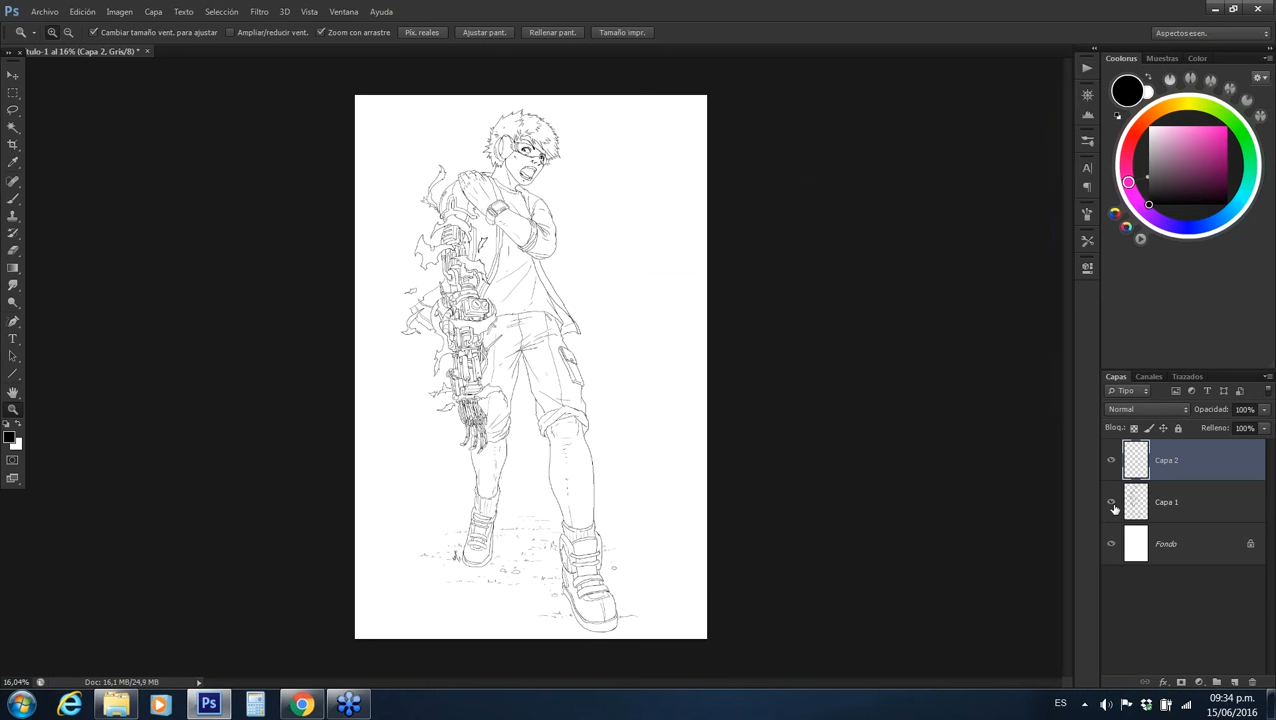 Ps Archivo Edición Imagen Capa Texto Selección Filtro 3D Vista Ventana Ayuda
Cambiar tamaño vent. para ajustar Ampliar/reducir vent. Zoom con arrastre Píx. reales Ajustar pant. Rellenar pant. Tamaño impr. Aspectos esen.
tulo-1 al 16% (Capa 2, Gris/8) * ×
Coolorus Muestras Color
Capas Canales Trazados
Tipo
Normal Opacidad: 100%
Bloq.: Relleno: 100%
Capa 2
Capa 1
Fondo
16,04% Doc: 16,1 MB/24,9 MB
Ps ES 09:34 p.m.
15/06/2016